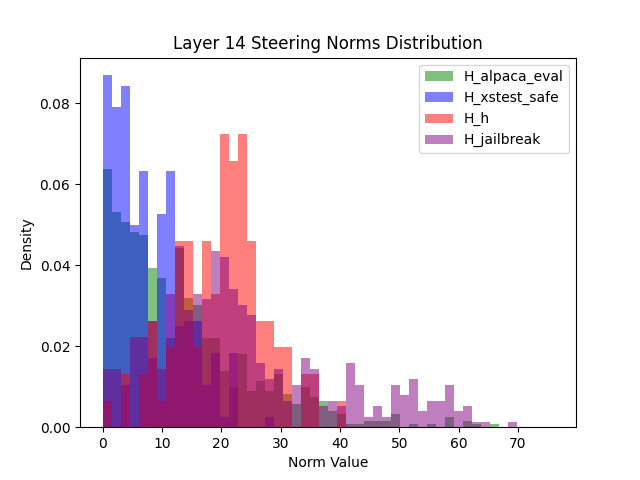 Layer 14 Steering Norms Distribution
H_alpaca_eval
H_xstest_safe
H_h
H_jailbreak
Density
0.08
0.06
0.04
0.02
0.00
0 10 20 30 40 50 60 70
Norm Value